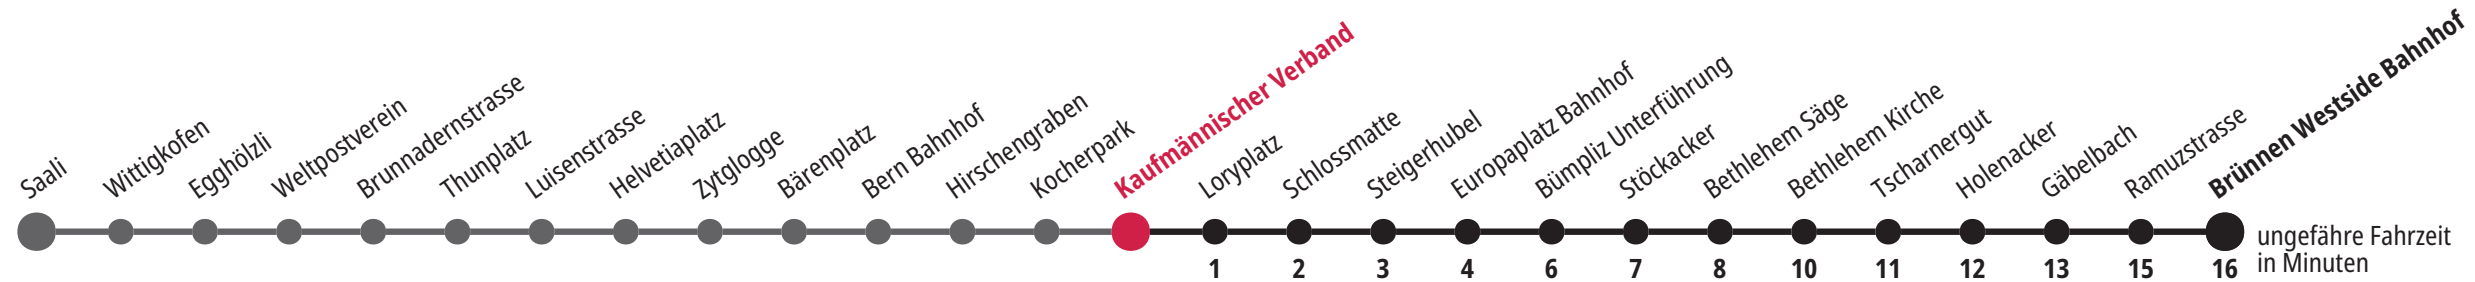 Saali
Wittigkofen
Egghölzli
Weltpostverein
Brunnadernstrasse
Thunplatz
Luisenstrasse
Helvetiaplatz
Zytglogge
Bärenplatz
Bern Bahnhof
Hirschengraben
Kocherpark
Kaufmännischer Verband
Loryplatz
Schlossmatte
Steigerhubel
Europaplatz Bahnhof
Bümpliz Unterführung
Stöckacker
Bethlehem Säge
Bethlehem Kirche
Tscharnergut
Holenacker
Gäbelbach
Ramuzstrasse
Brünnen Westside Bahnhof
1 2 3 4 6 7 8 10 11 12 13 15 16
ungefähre Fahrzeit
in Minuten